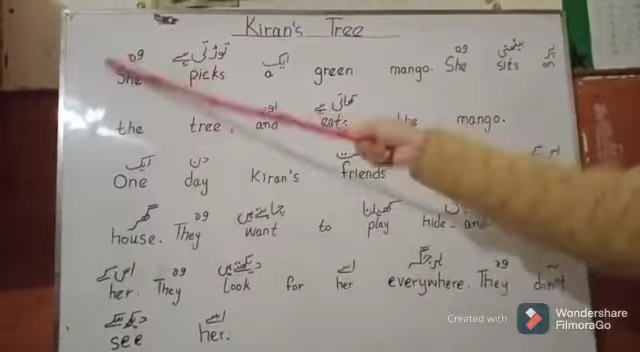 Kiran's Tree
وہ توڑتی ہے ایک وہ بیٹھتی پر
She picks a green mango. She sits on
اور کھاتی ہے
the tree, and eats the mango.
ایک دن
One day Kiran's friends
گھر وہ چاہتے ہیں کھیلنا
house. They want to play hide-and
اس کے وہ دیکھتے ہیں اسے ہر جگہ وہ
her. They look for her everywhere. They don't
دیکھ سکے اسے
see her.
Created with Wondershare FilmoraGo